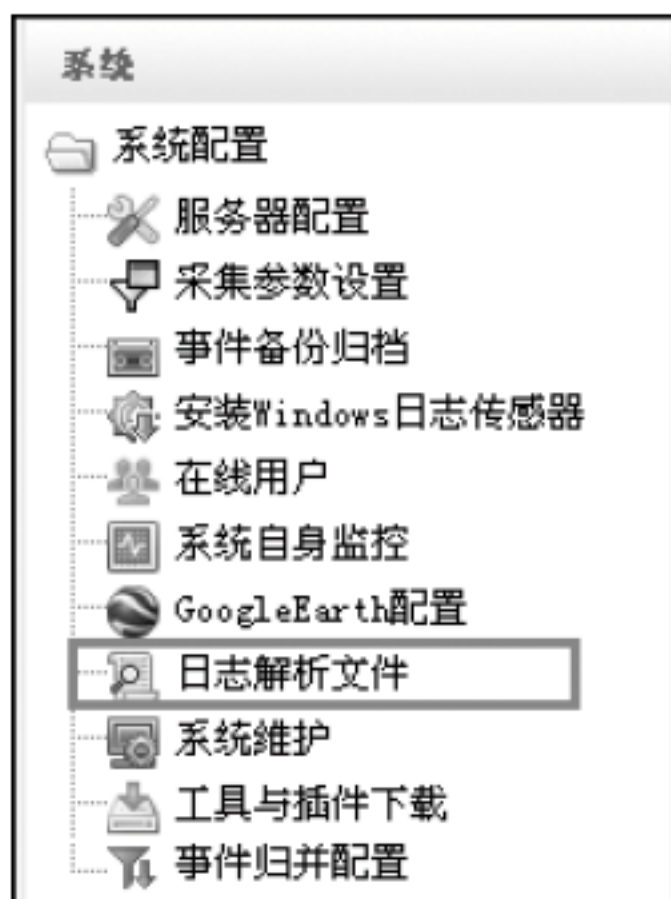 系统
系统配置
服务器配置
采集参数设置
事件备份归档
安装Windows日志传感器
在线用户
系统自身监控
GoogleEarth配置
日志解析文件
系统维护
工具与插件下载
事件归并配置